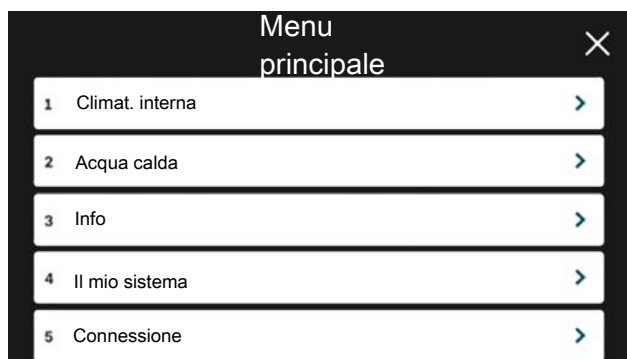 Menu
principale
1 Climat. interna
2 Acqua calda
3 Info
4 Il mio sistema
5 Connessione